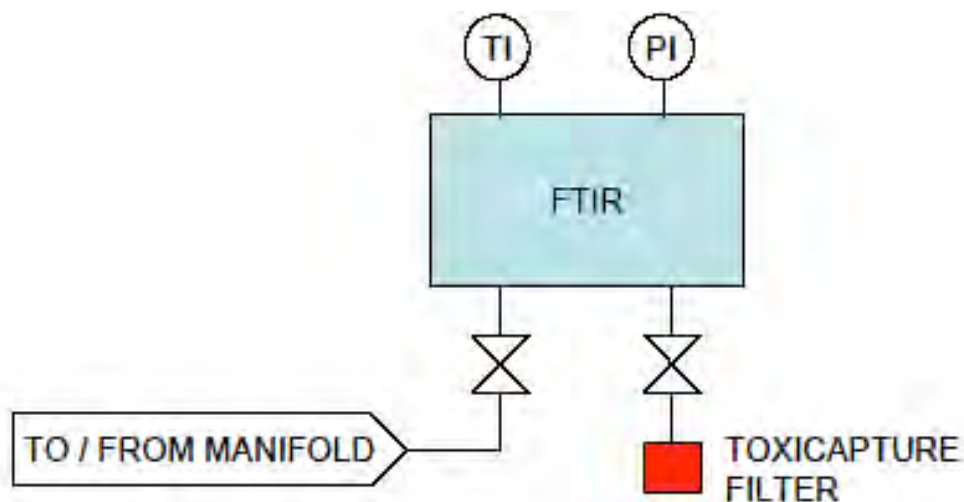 TI
PI
FTIR
TO / FROM MANIFOLD
TOXICAPTURE
FILTER